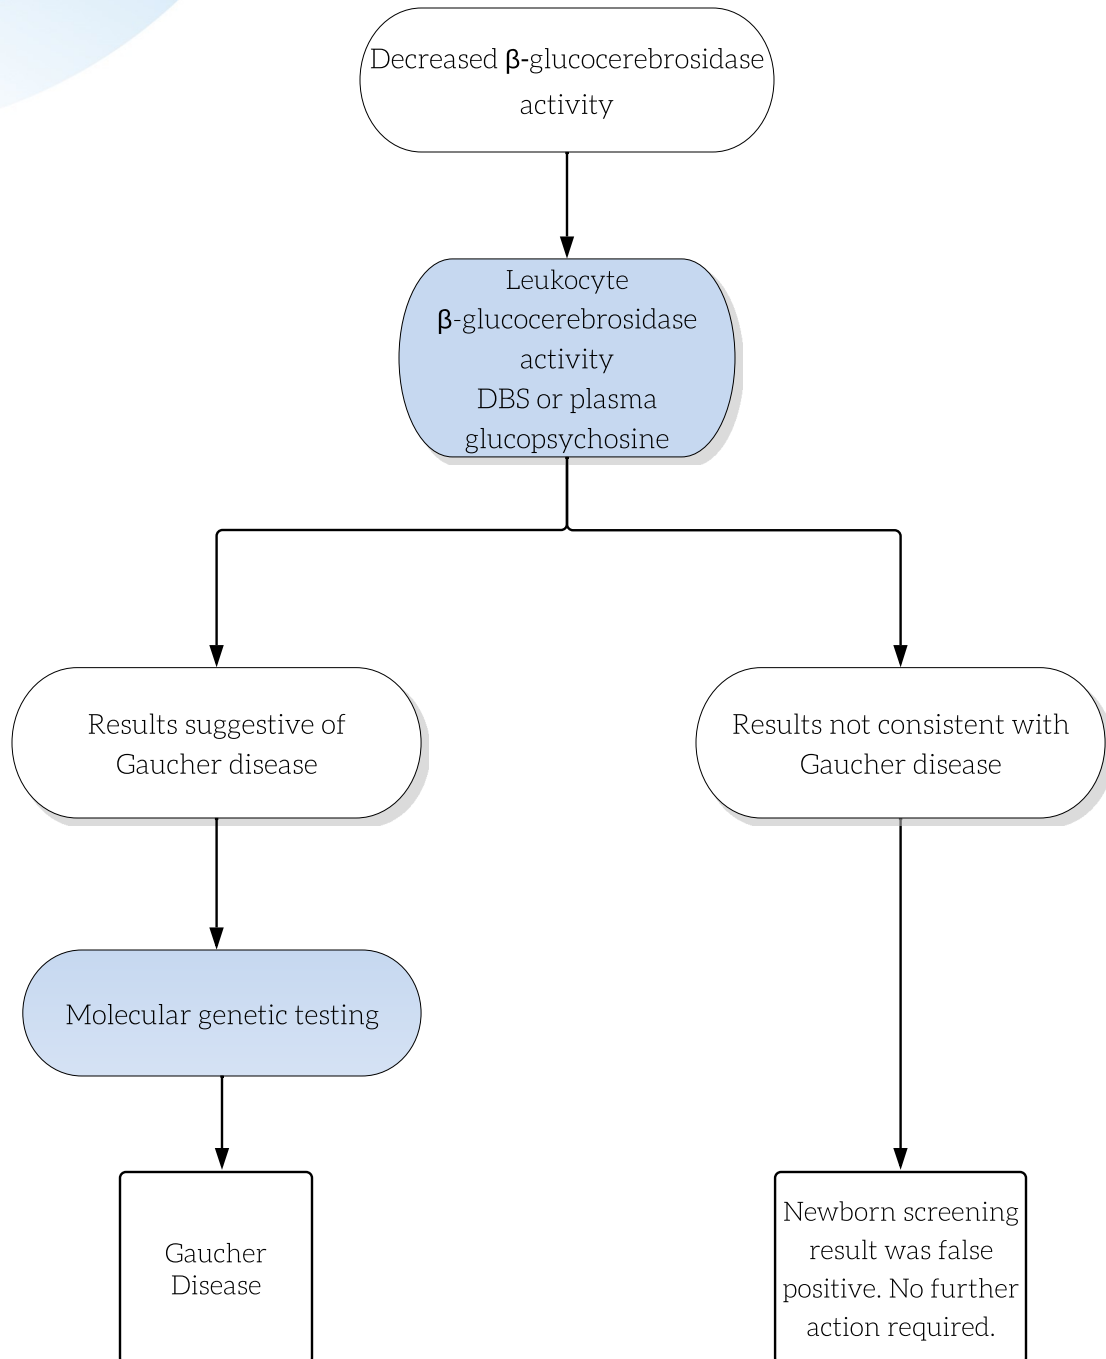 Decreased β-glucocerebrosidase
activity
Leukocyte
β-glucocerebrosidase
activity
DBS or plasma
glucopsychosine
Results suggestive of
Gaucher disease
Results not consistent with
Gaucher disease
Molecular genetic testing
Gaucher
Disease
Newborn screening
result was false
positive. No further
action required.